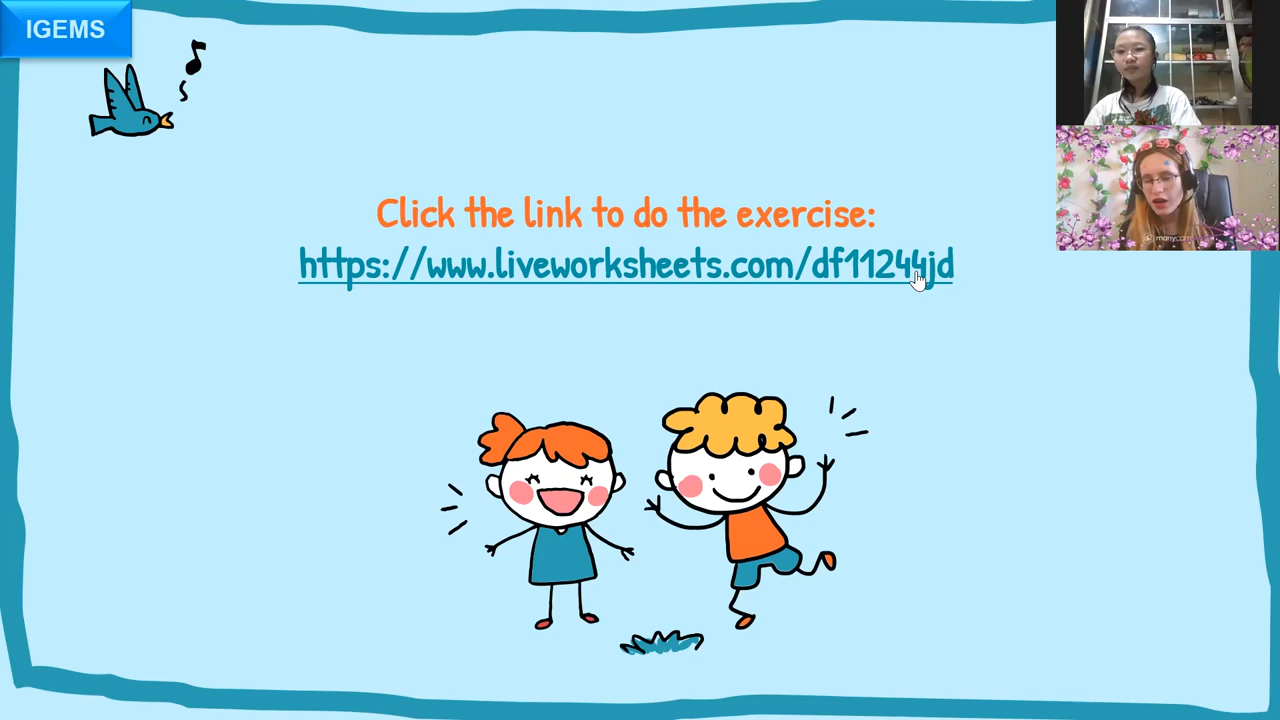 IGEMS
Click the link to do the exercise:
https://www.liveworksheets.com/df11244jd